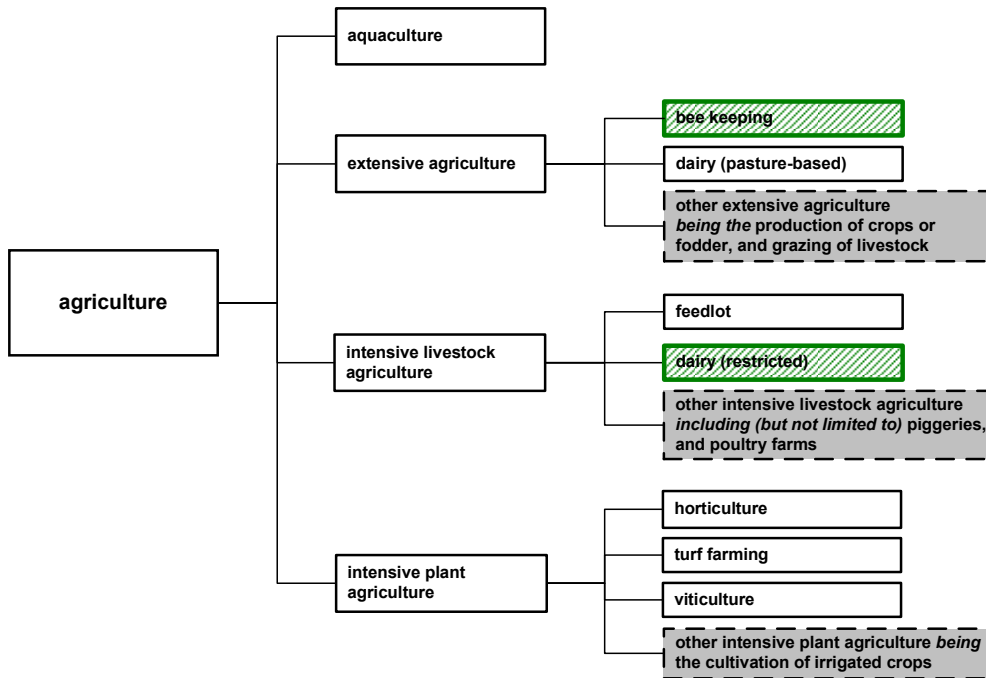 aquaculture
bee keeping
extensive agriculture
dairy (pasture-based)
other extensive agriculture
being the production of crops or
fodder, and grazing of livestock
agriculture
feedlot
intensive livestock
agriculture
dairy (restricted)
other intensive livestock agriculture
including (but not limited to) piggeries,
and poultry farms
horticulture
intensive plant
agriculture
turf farming
viticulture
other intensive plant agriculture being
the cultivation of irrigated crops